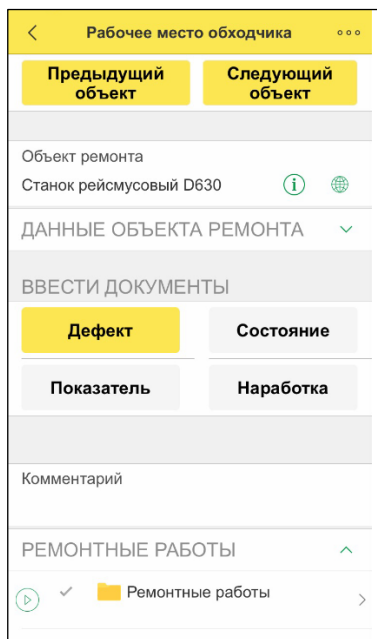 Рабочее место обходчика
Предыдущий Следующий
объект объект
Объект ремонта
Станок рейсмусовый D630
ДАННЫЕ ОБЪЕКТА РЕМОНТА
ВВЕСТИ ДОКУМЕНТЫ
Дефект Состояние
Показатель Наработка
Комментарий
РЕМОНТНЫЕ РАБОТЫ
Ремонтные работы